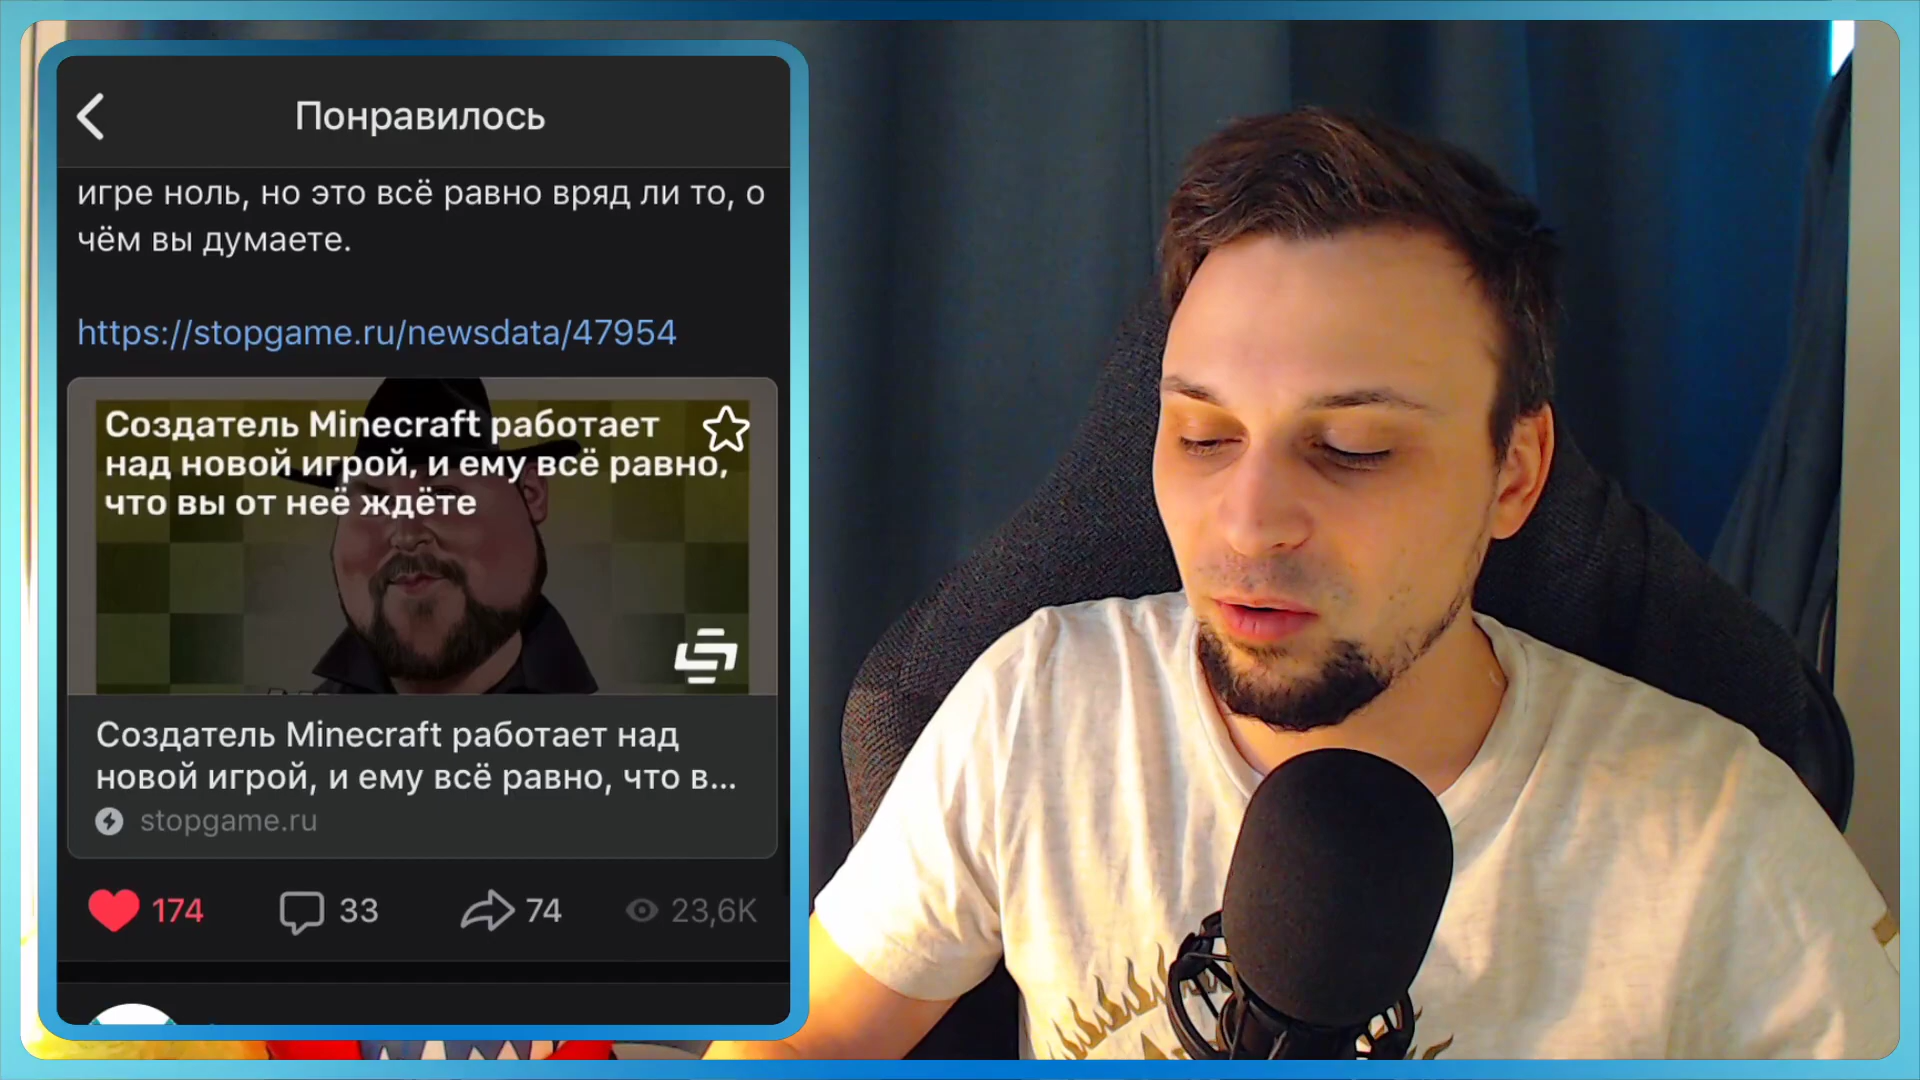 Понравилось
игре ноль, но это всё равно вряд ли то, о
чём вы думаете.
https://stopgame.ru/newsdata/47954
Создатель Minecraft работает
над новой игрой, и ему всё равно,
что вы от неё ждёте
Создатель Minecraft работает над
новой игрой, и ему всё равно, что в...
stopgame.ru
174
33
74
23,6K